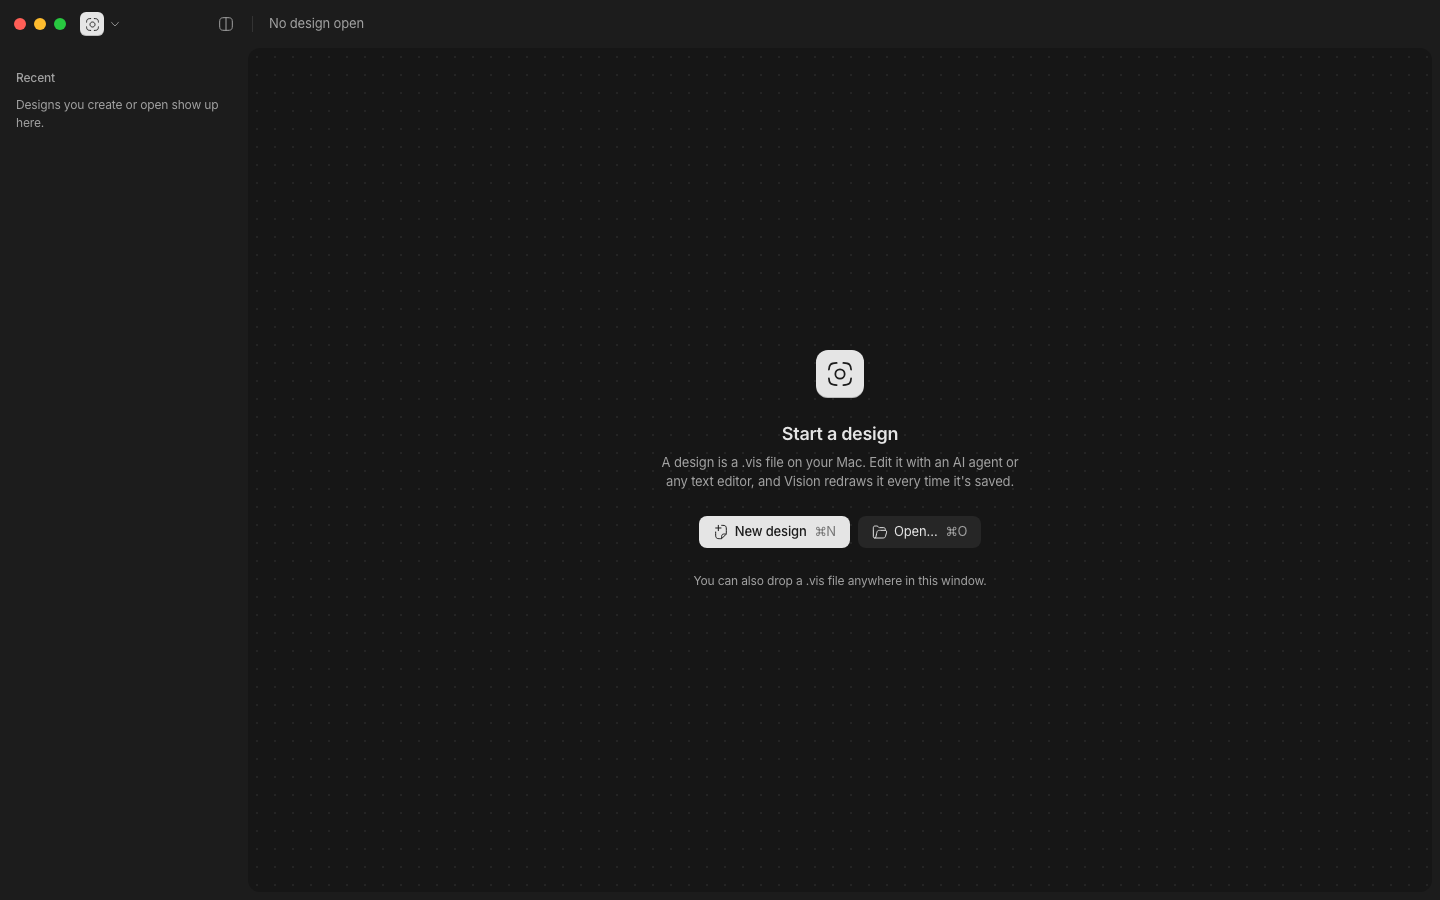 No design open
Recent
Designs you create or open show up
here.
Start a design
A design is a .vis file on your Mac. Edit it with an AI agent or
any text editor, and Vision redraws it every time it's saved.
New design ⌘N
Open... ⌘O
You can also drop a .vis file anywhere in this window.